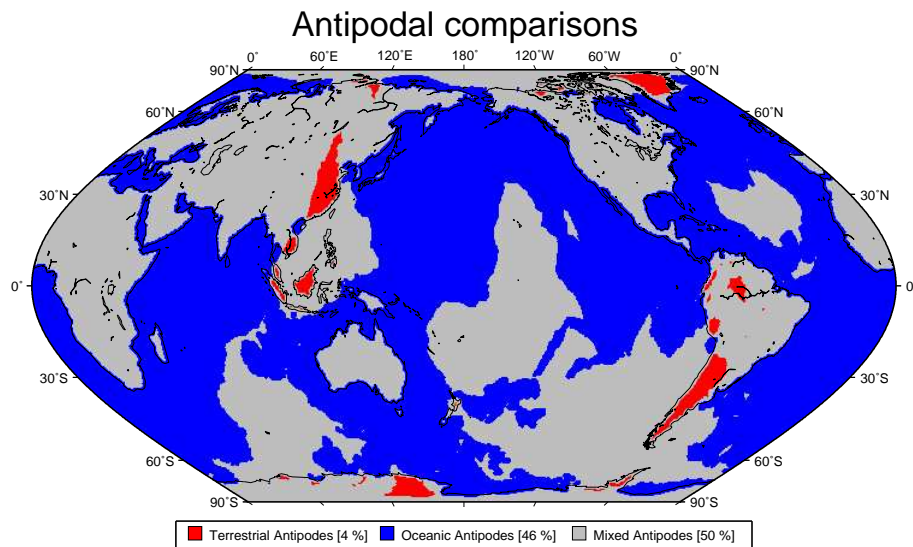 Antipodal comparisons
0˚ 60˚E 120˚E 180˚ 120˚W 60˚W 0˚
90˚N 90˚N
60˚N 60˚N
30˚N 30˚N
0˚ 0
30˚S 30˚S
60˚S 60˚S
90˚S 90˚S
Terrestrial Antipodes [4 %] Oceanic Antipodes [46 %] Mixed Antipodes [50 %]